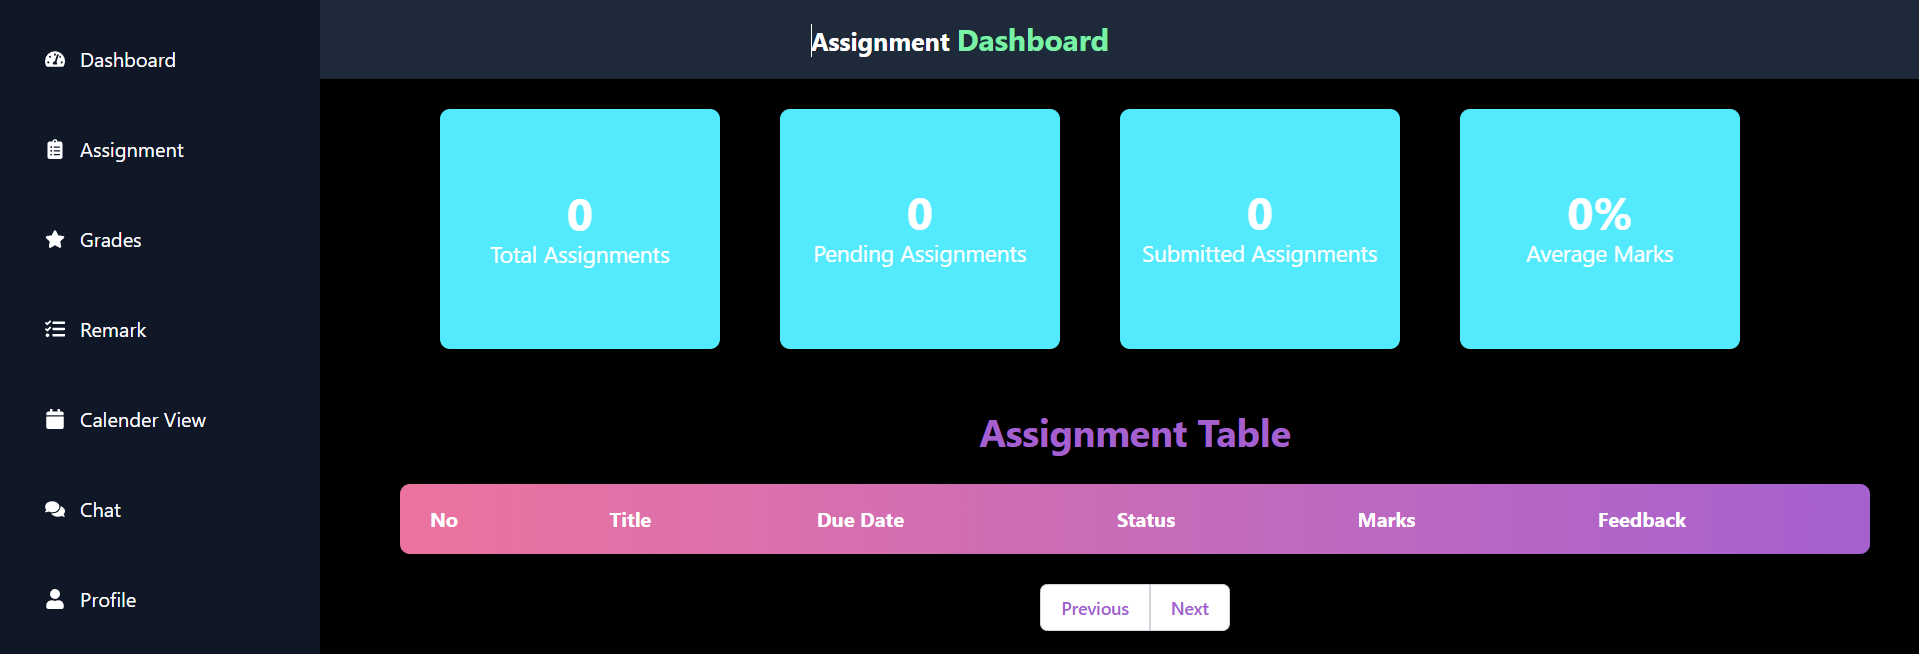 Dashboard
Assignment
Grades
Remark
Calender View
Chat
Profile
Assignment Dashboard
0
Total Assignments
0
Pending Assignments
0
Submitted Assignments
0%
Average Marks
Assignment Table
No Title Due Date Status Marks Feedback
Previous Next